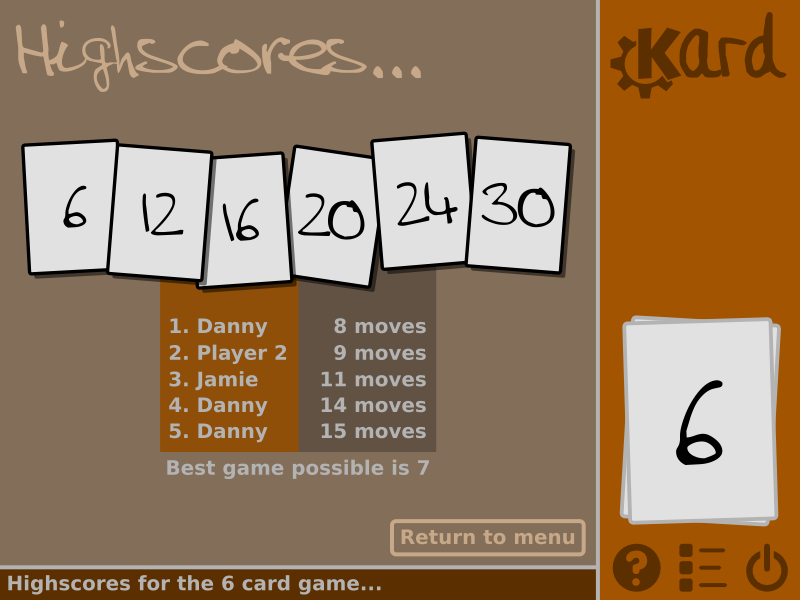 Highscores...
Kard
6 12 16 20 24 30
1. Danny 8 moves
2. Player 2 9 moves
3. Jamie 11 moves
4. Danny 14 moves
5. Danny 15 moves
Best game possible is 7
6
?
Return to menu
Highscores for the 6 card game...